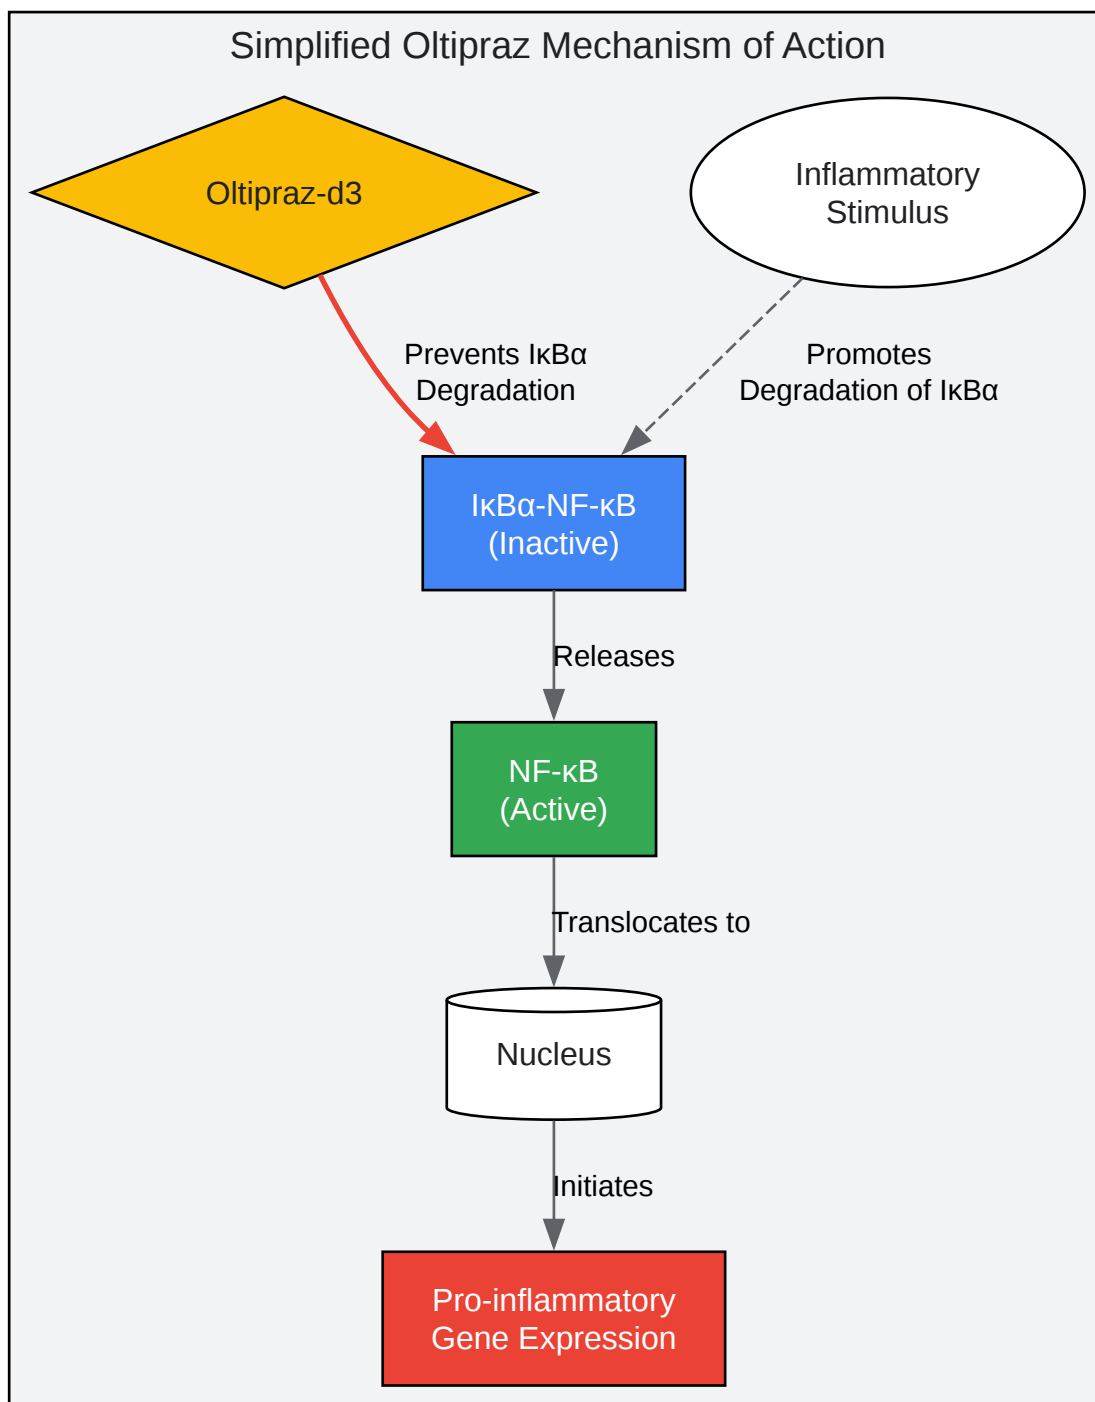 Simplified Oltipraz Mechanism of Action
Oltipraz-d3
Inflammatory
Stimulus
Prevents IκBα
Degradation
Promotes
Degradation of IκBα
IκBα-NF-κB
(Inactive)
Releases
NF-κB
(Active)
Translocates to
Nucleus
Initiates
Pro-inflammatory
Gene Expression